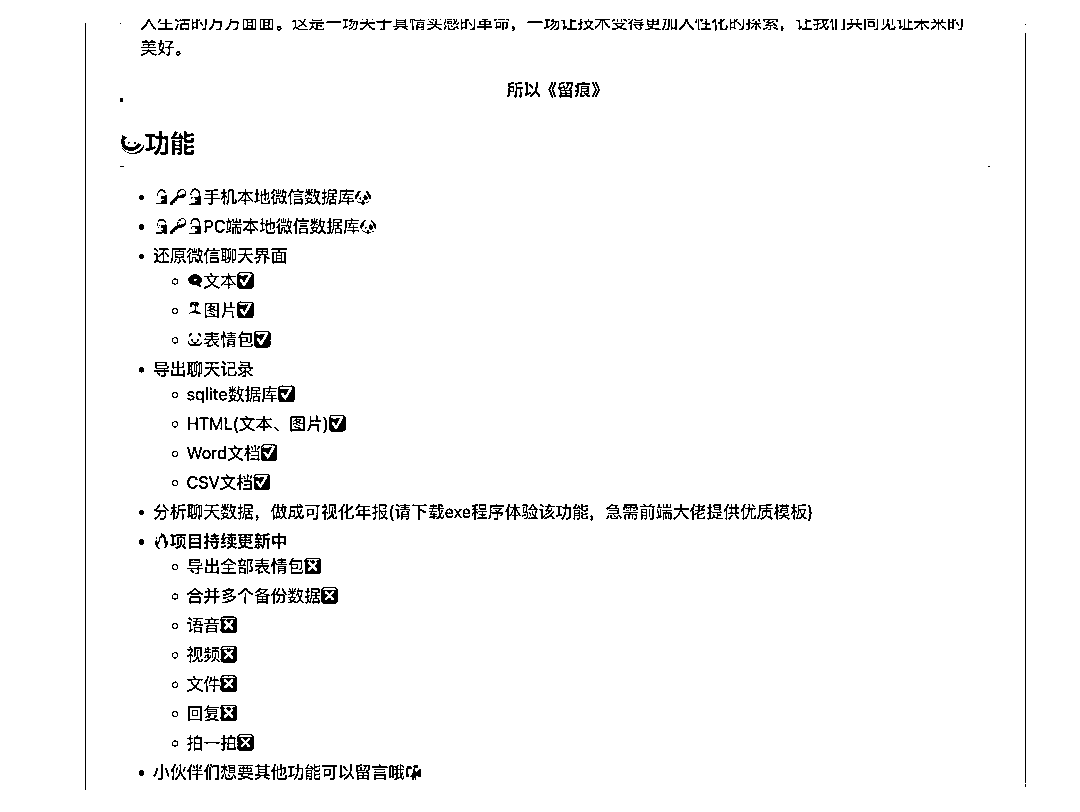 人生活的方方面面。这是一场关于真情实感的革命，一场让技术变得更加人性化的探索，让我们共同见证未来的
美好。
所以《留痕》
功能
手机本地微信数据库
PC端本地微信数据库
还原微信聊天界面
文本
图片
表情包
导出聊天记录
sqlite数据库
HTML(文本、图片)
Word文档
CSV文档
分析聊天数据，做成可视化年报(请下载exe程序体验该功能，急需前端大佬提供优质模板)
项目持续更新中
导出全部表情包
合并多个备份数据
语音
视频
文件
回复
拍一拍
小伙伴们想要其他功能可以留言哦